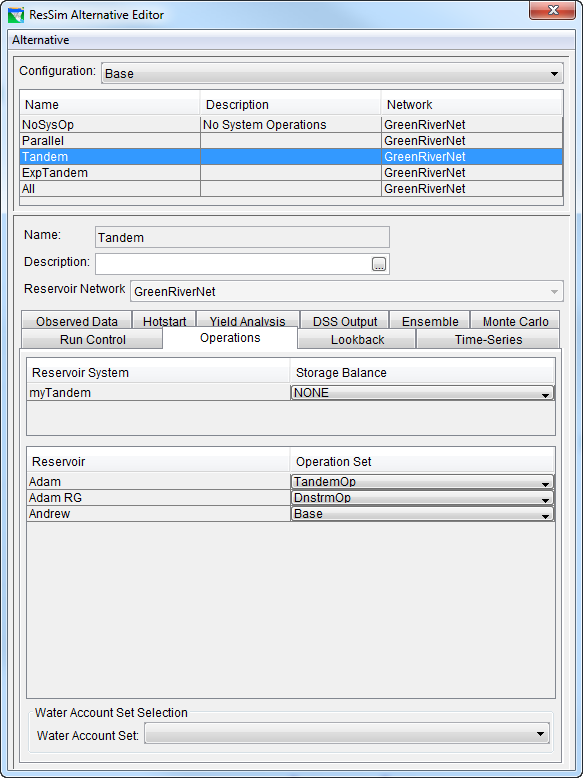 ResSim Alternative Editor
Alternative
Configuration: Base
Name Description Network
NoSysOp No System Operations GreenRiverNet
Parallel GreenRiverNet
Tandem GreenRiverNet
ExpTandem GreenRiverNet
All GreenRiverNet
Name: Tandem
Description: ...
Reservoir Network GreenRiverNet
Observed Data Hotstart Yield Analysis DSS Output Ensemble Monte Carlo
Run Control Operations Lookback Time-Series
Reservoir System Storage Balance
myTandem NONE
Reservoir Operation Set
Adam TandemOp
Adam RG DnstrmOp
Andrew Base
Water Account Set Selection
Water Account Set: